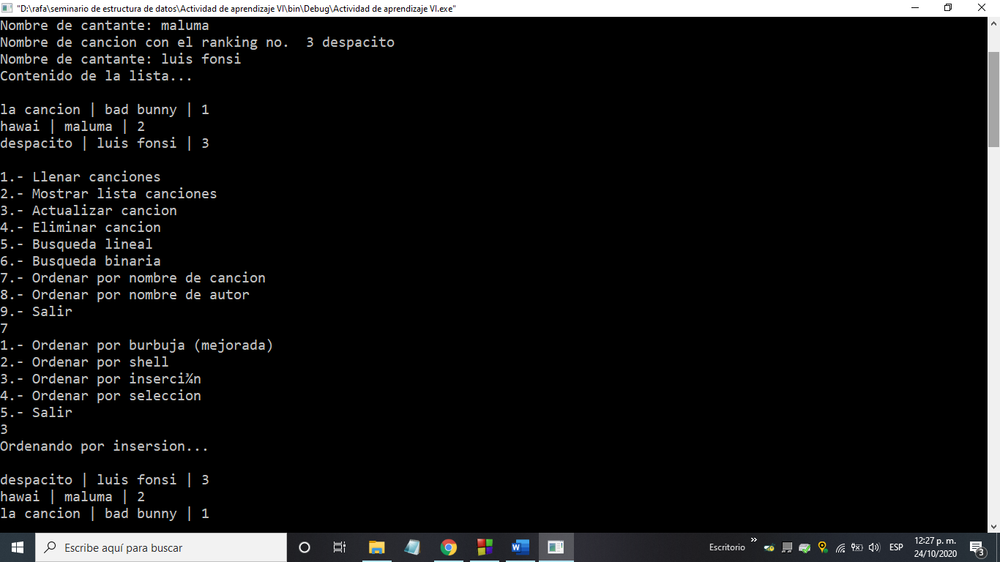 "D:\rafa\seminario de estructura de datos\Actividad de aprendizaje VI\bin\Debug\Actividad de aprendizaje VI.exe"
Nombre de cantante: maluma
Nombre de cancion con el ranking no.  3 despacito
Nombre de cantante: luis fonsi
Contenido de la lista...
la cancion | bad bunny | 1
hawai | maluma | 2
despacito | luis fonsi | 3
1.- Llenar canciones
2.- Mostrar lista canciones
3.- Actualizar cancion
4.- Eliminar cancion
5.- Busqueda lineal
6.- Busqueda binaria
7.- Ordenar por nombre de cancion
8.- Ordenar por nombre de autor
9.- Salir
7
1.- Ordenar por burbuja (mejorada)
2.- Ordenar por shell
3.- Ordenar por inserci¾n
4.- Ordenar por seleccion
5.- Salir
3
Ordenando por insersion...
despacito | luis fonsi | 3
hawai | maluma | 2
la cancion | bad bunny | 1
Escribe aquí para buscar
Escritorio
ESP
12:27 p. m.
24/10/2020
3